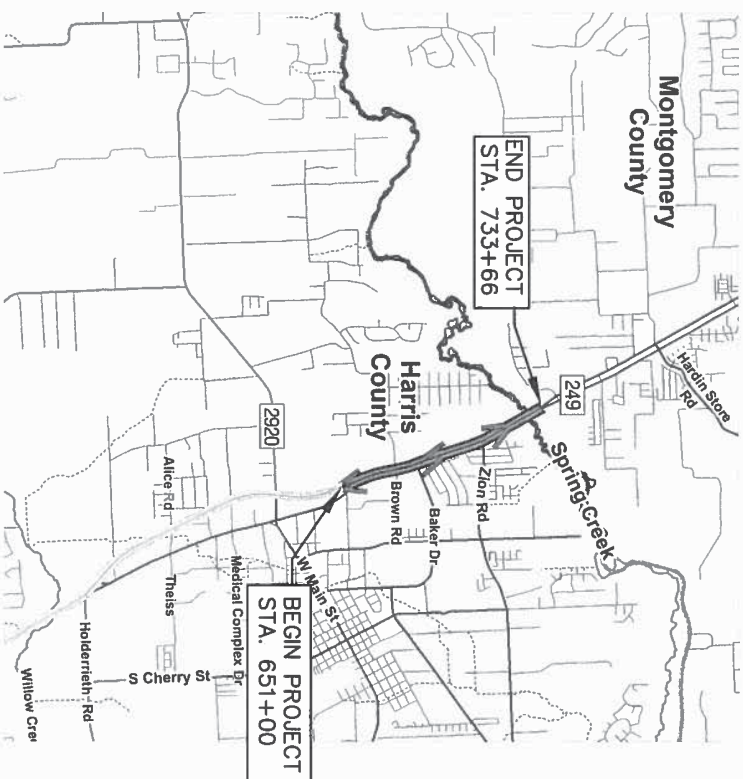 Montgomery
County
END PROJECT
STA. 733+66
Hardin Store
Rd
249
Harris
County
Spring Creek
2920
Zion Rd
Baker Dr
Brown Rd
Alice Rd
W Main St
BEGIN PROJECT
STA. 651+00
Medical Complex Dr
Theiss
S Cherry St
Holderrieth Rd
Willow Cree